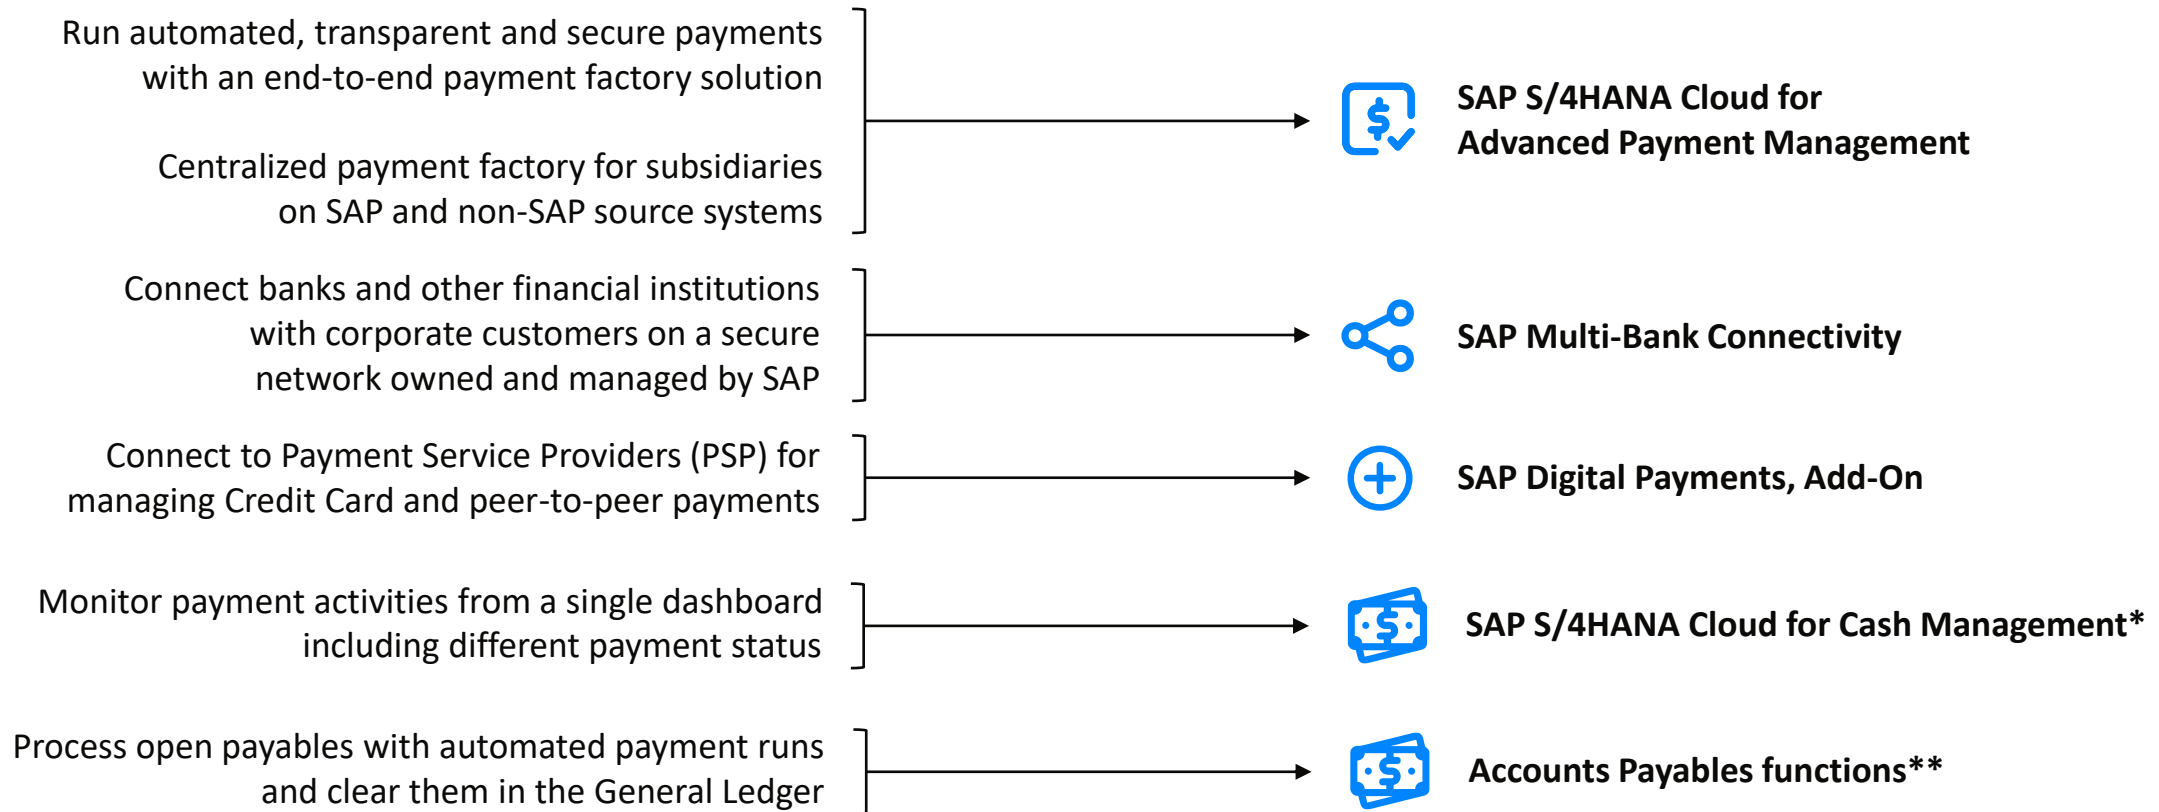 Run automated, transparent and secure payments
with an end-to-end payment factory solution
Centralized payment factory for subsidiaries
on SAP and non-SAP source systems
SAP S/4HANA Cloud for
Advanced Payment Management
Connect banks and other financial institutions
with corporate customers on a secure
network owned and managed by SAP
SAP Multi-Bank Connectivity
Connect to Payment Service Providers (PSP) for
managing Credit Card and peer-to-peer payments
SAP Digital Payments, Add-On
Monitor payment activities from a single dashboard
including different payment status
SAP S/4HANA Cloud for Cash Management*
Process open payables with automated payment runs
and clear them in the General Ledger
Accounts Payables functions**